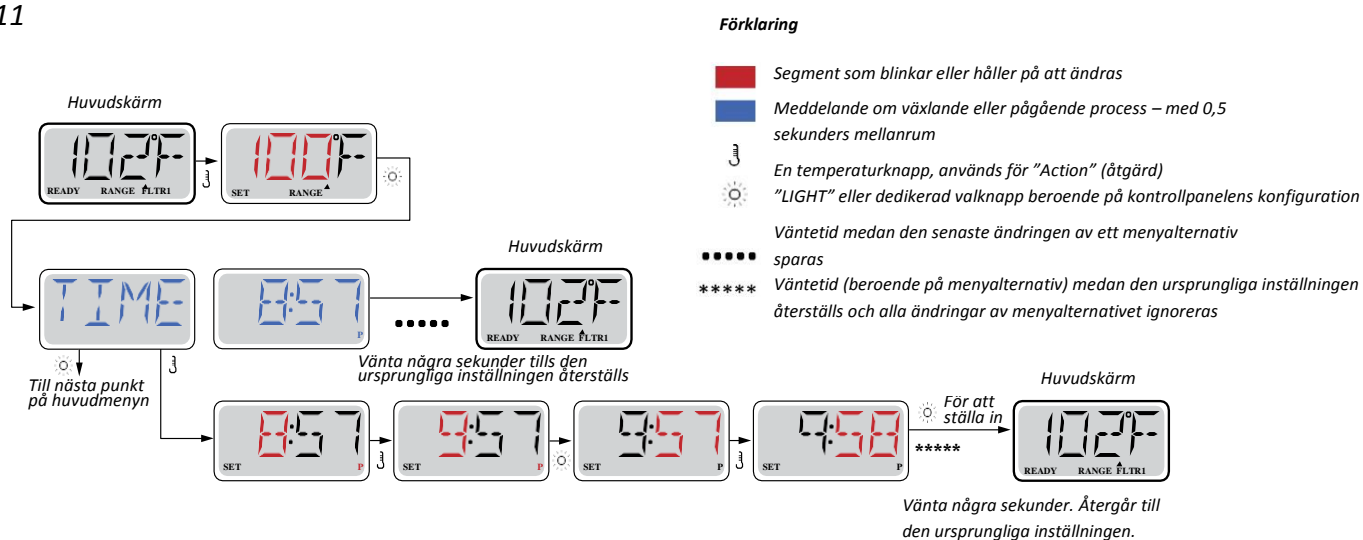 11
Förklaring
Segment som blinkar eller håller på att ändras
Meddelande om växlande eller pågående process – med 0,5
sekunders mellanrum
En temperaturknapp, används för ”Action” (åtgärd)
"LIGHT” eller dedikerad valknapp beroende på kontrollpanelens konfiguration
Väntetid medan den senaste ändringen av ett menyalternativ
sparas
***** Väntetid (beroende på menyalternativ) medan den ursprungliga inställningen
återställs och alla ändringar av menyalternativet ignoreras
Huvudskärm
102°F
READY RANGE FLTR1
100°F
SET RANGE
TIME
8:57
P
Huvudskärm
102°F
READY RANGE FLTR1
Vänta några sekunder tills den
ursprungliga inställningen återställs
Till nästa punkt
på huvudmenyn
8:57
SET P
9:57
SET P
9:57
SET P
9:58
SET P
För att
ställa in
*****
Huvudskärm
102°F
READY RANGE FLTR1
Vänta några sekunder. Återgår till
den ursprungliga inställningen.